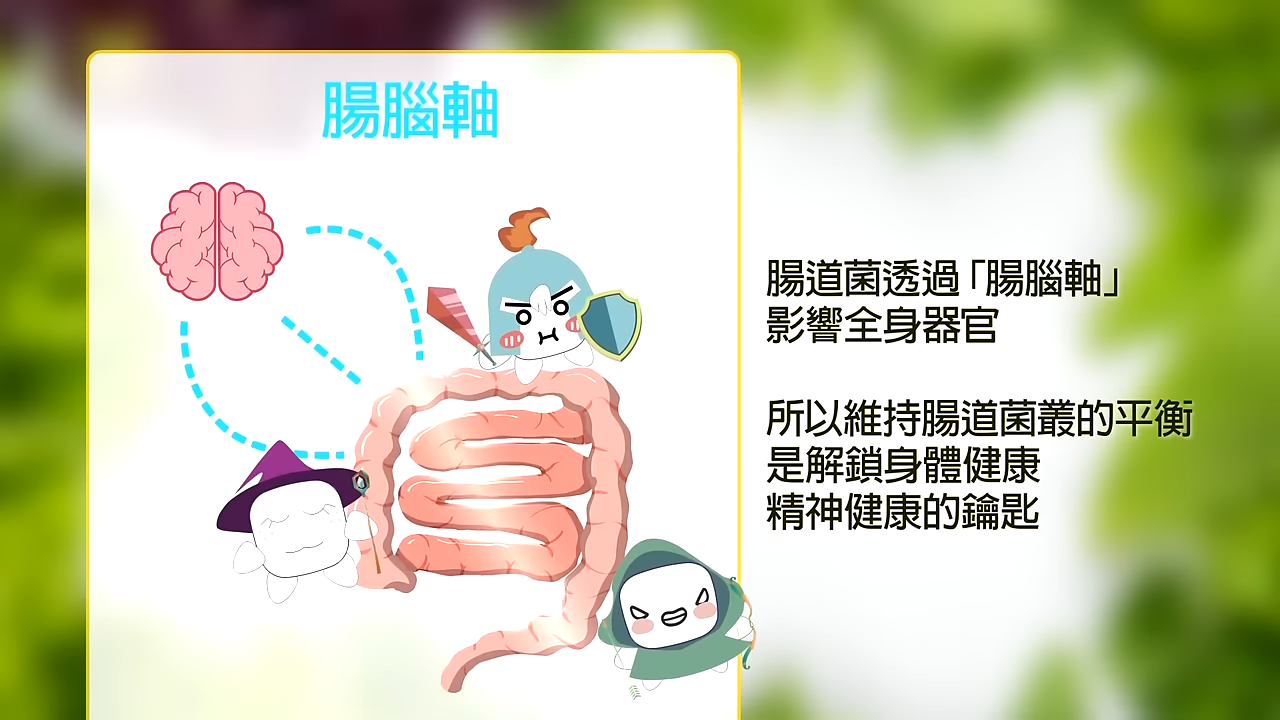 腸腦軸
腸道菌透過「腸腦軸」
影響全身器官
所以維持腸道菌叢的平衡
是解鎖身體健康
精神健康的鑰匙